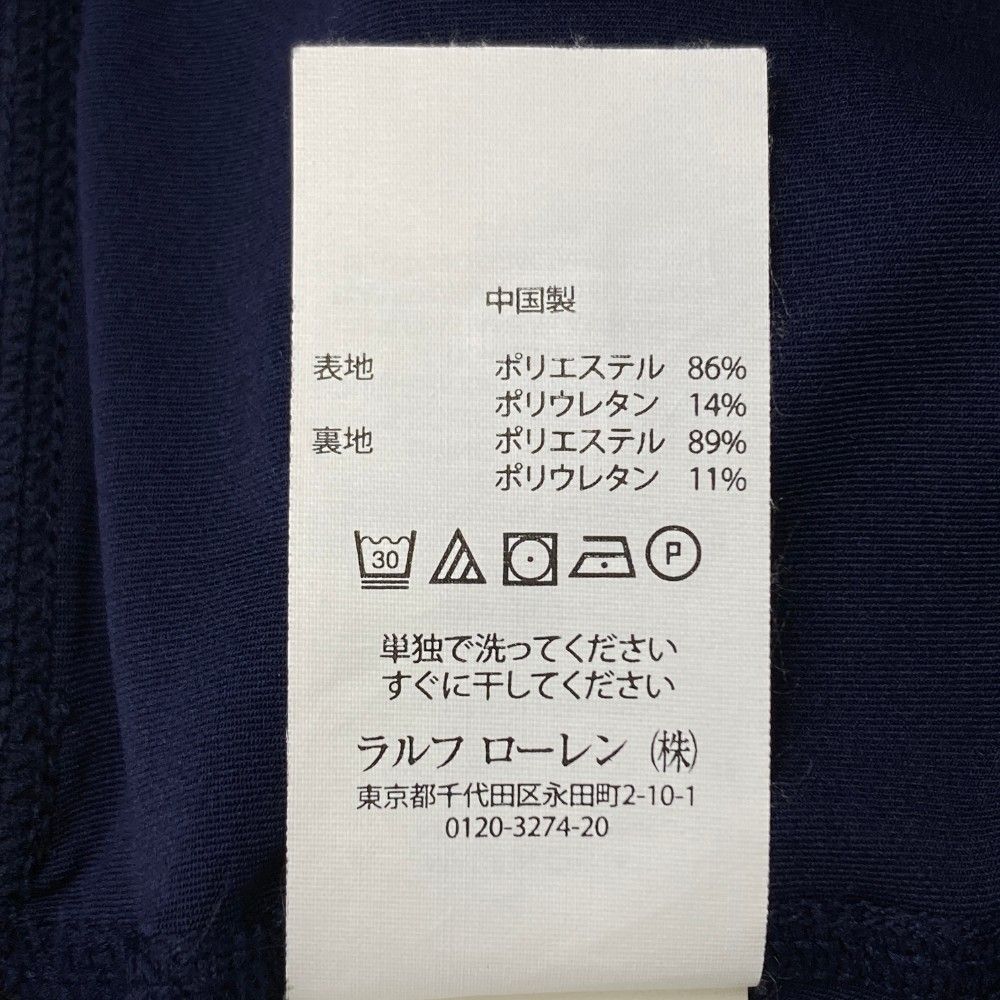 中国製
表地 ポリエステル 86%
ポリウレタン 14%
裏地 ポリエステル 89%
ポリウレタン 11%
30 P
単独で洗ってください
すぐに干してください
ラルフ ローレン (株)
東京都千代田区永田町2-10-1
0120-3274-20